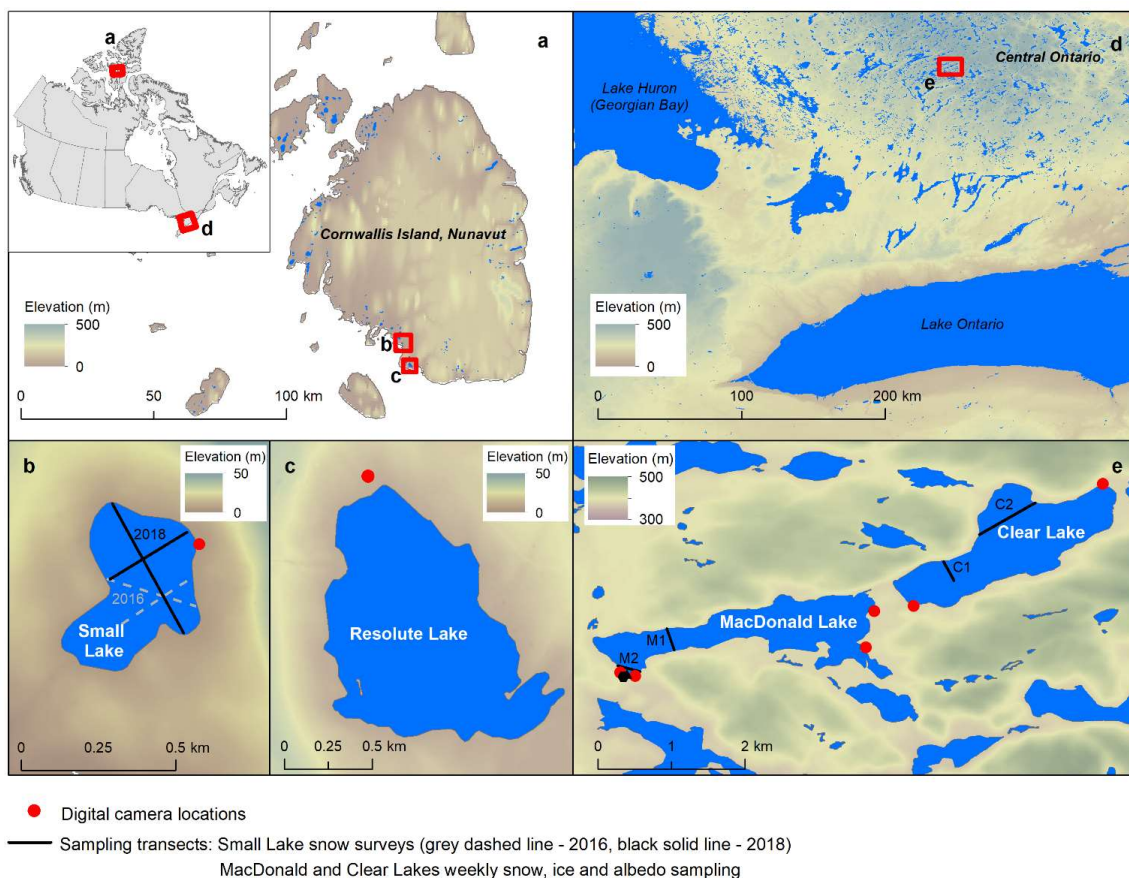 a
d
a
Cornwallis Island, Nunavut
Elevation (m)
500
0
b
c
0
50
100 km
d
Central Ontario
e
Lake Huron
(Georgian Bay)
Elevation (m)
500
0
Lake Ontario
0
100
200 km
b
Elevation (m)
50
0
2018
2016
Small
Lake
0
0.25
0.5 km
c
Elevation (m)
50
0
Resolute Lake
0
0.25
0.5 km
e
Elevation (m)
500
300
C2
Clear Lake
C1
MacDonald Lake
M1
M2
0
1
2 km
Digital camera locations
Sampling transects: Small Lake snow surveys (grey dashed line - 2016, black solid line - 2018)
MacDonald and Clear Lakes weekly snow, ice and albedo sampling